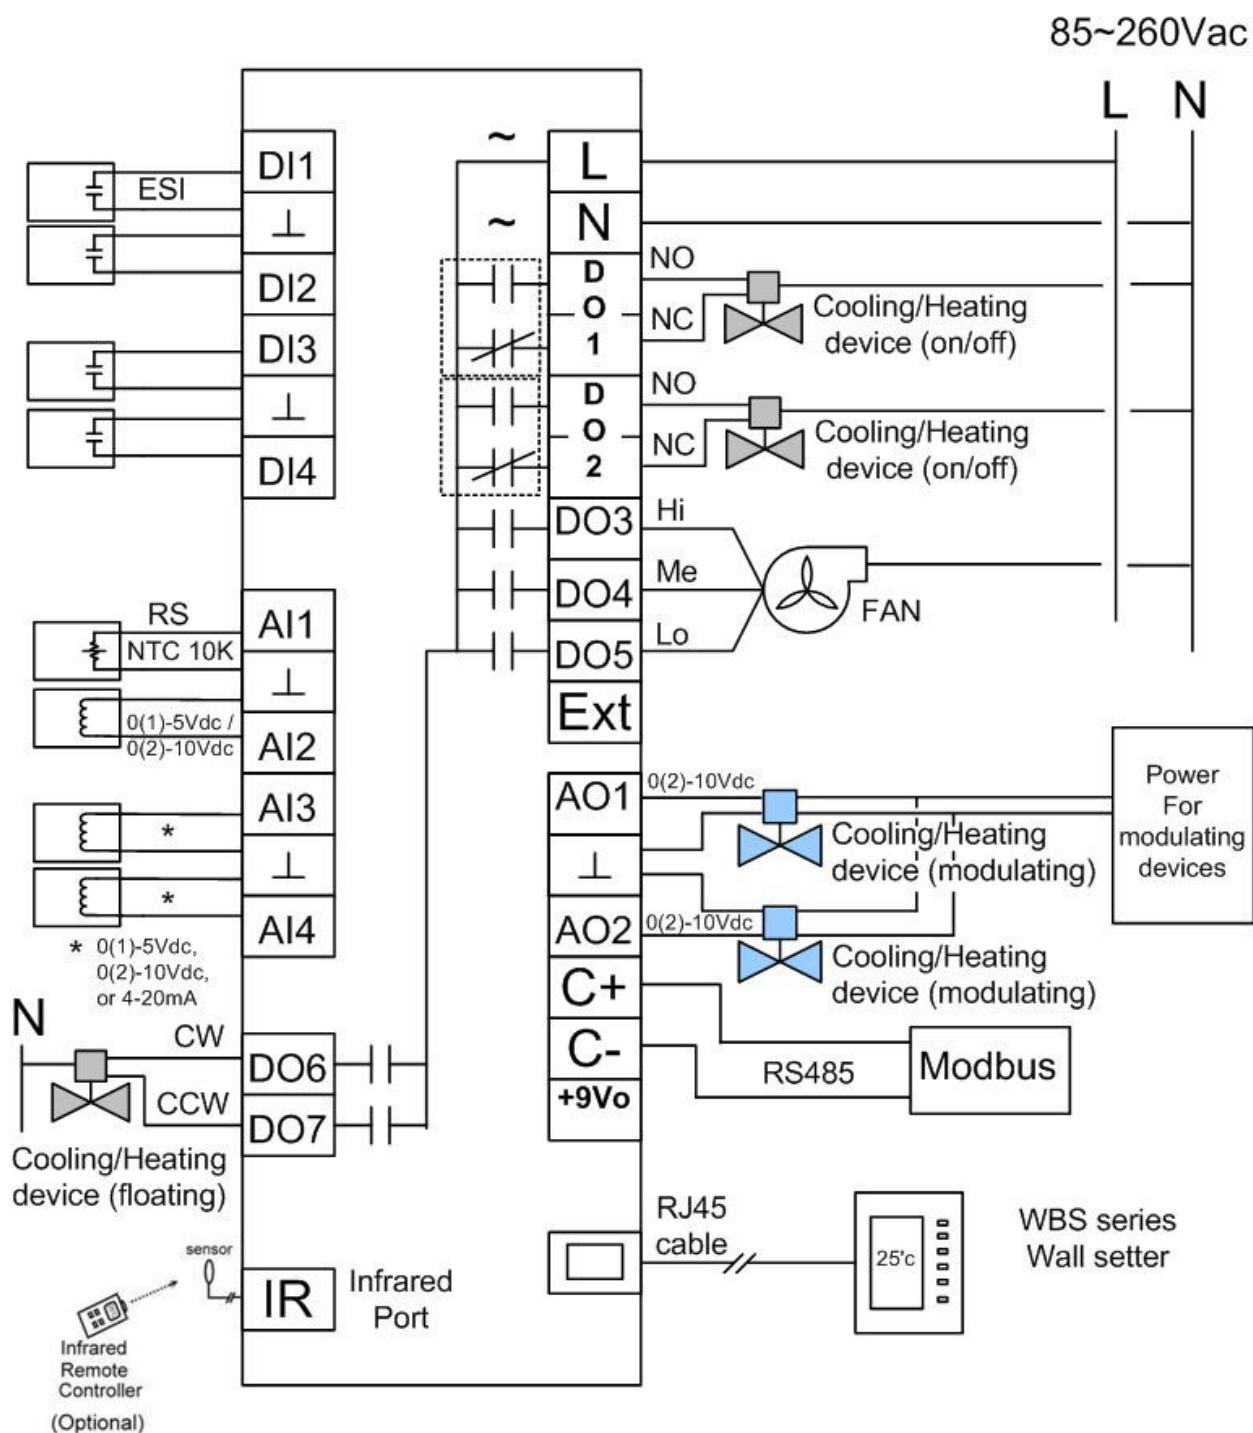 85~260Vac
L N
~
~
DI1
ESI
⊥
DI2
DI3
⊥
DI4
L
N
D
O
1
NO
NC
Cooling/Heating
device (on/off)
D
O
2
NO
NC
Cooling/Heating
device (on/off)
DO3
Hi
DO4
Me
DO5
Lo
FAN
Ext
RS
NTC 10K
AI1
⊥
0(1)-5Vdc /
0(2)-10Vdc
AI2
AI3
*
⊥
*
AI4
* 0(1)-5Vdc,
0(2)-10Vdc,
or 4-20mA
AO1
0(2)-10Vdc
Cooling/Heating
device (modulating)
⊥
AO2
0(2)-10Vdc
Cooling/Heating
device (modulating)
Power
For
modulating
devices
C+
C-
+9Vo
RS485
Modbus
N
CW
DO6
CCW
DO7
Cooling/Heating
device (floating)
RJ45
cable
25'c
WBS series
Wall setter
sensor
IR
Infrared
Port
Infrared
Remote
Controller
(Optional)